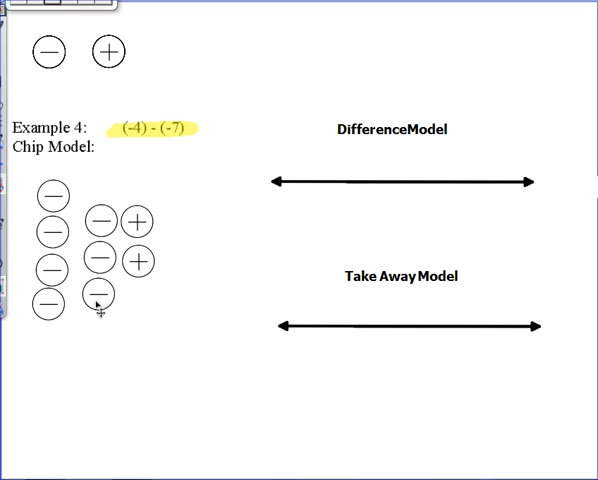 Example 4: (-4) - (-7)
Chip Model:
DifferenceModel
Take Away Model